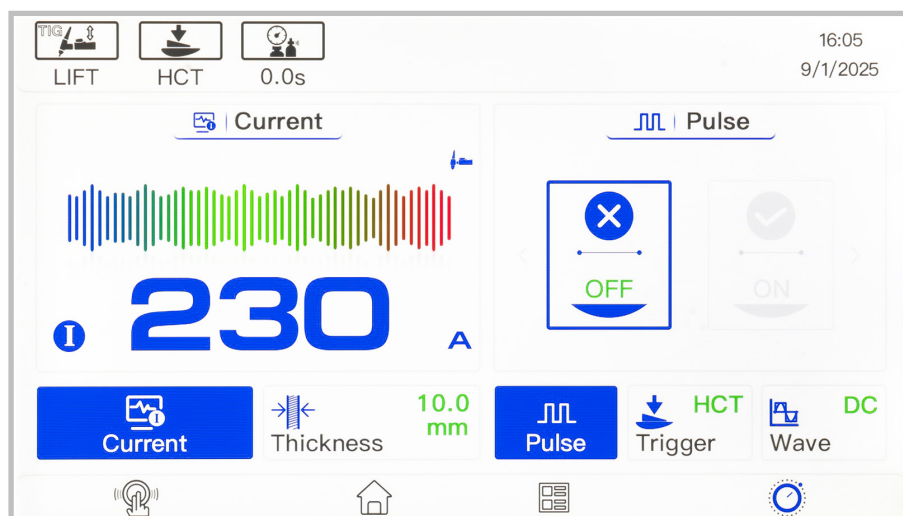 TIG
LIFT
HCT
0.0s
16:05
9/1/2025
Current
Pulse
230
I
A
OFF
ON
Current
Thickness
10.0
mm
Pulse
HCT
Trigger
DC
Wave